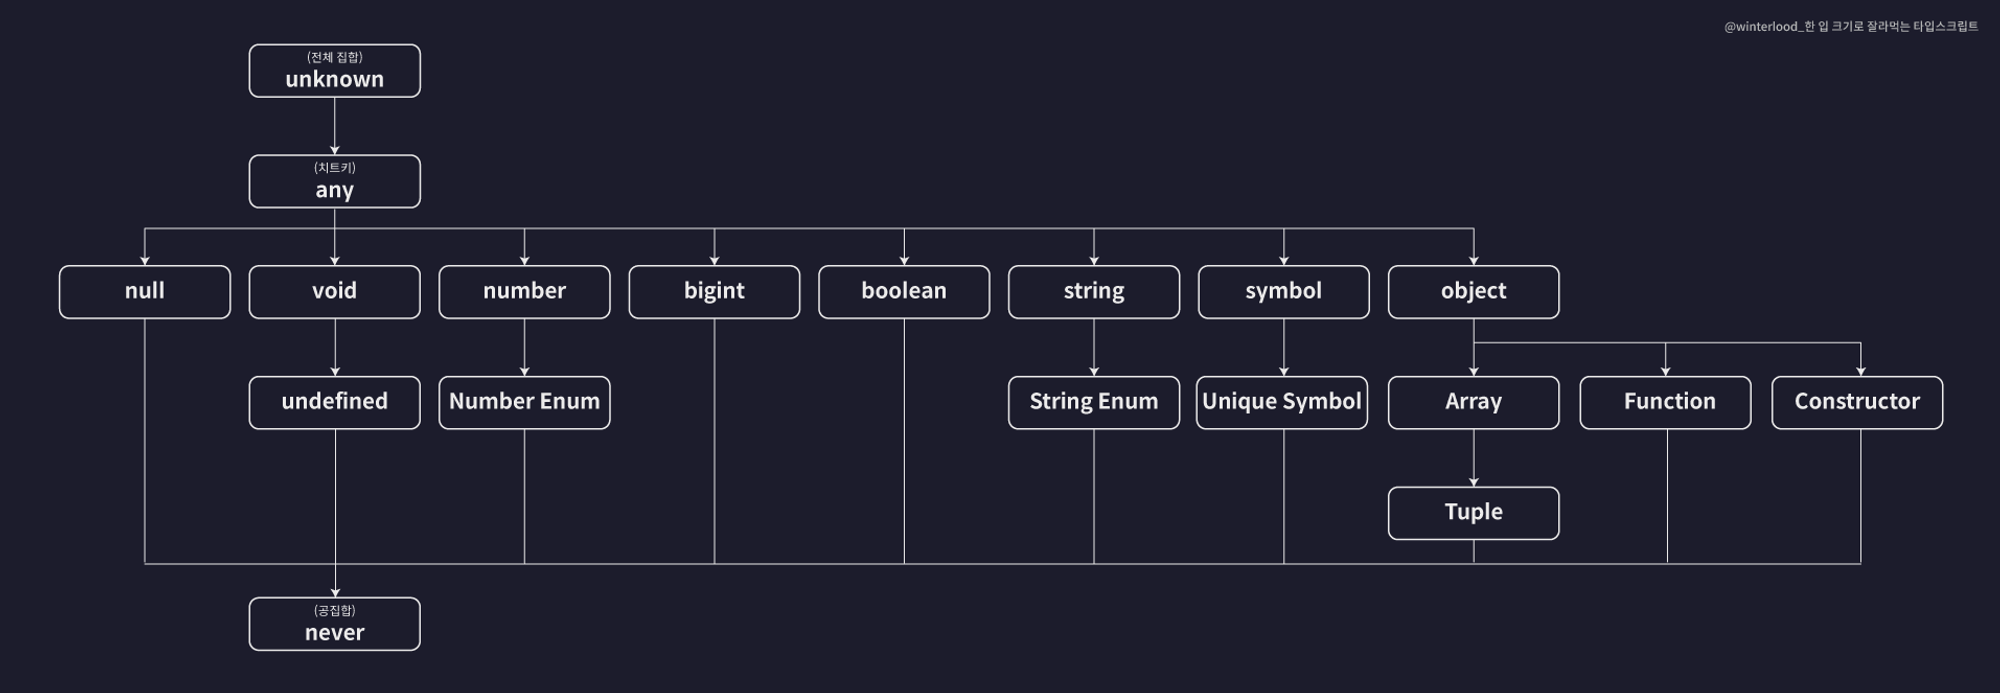 @winterlood_한 입 크기로 잘라먹는 타입스크립트
(전체 집합)
unknown
(치트키)
any
null
void
number
bigint
boolean
string
symbol
object
undefined
Number Enum
String Enum
Unique Symbol
Array
Function
Constructor
Tuple
(공집합)
never